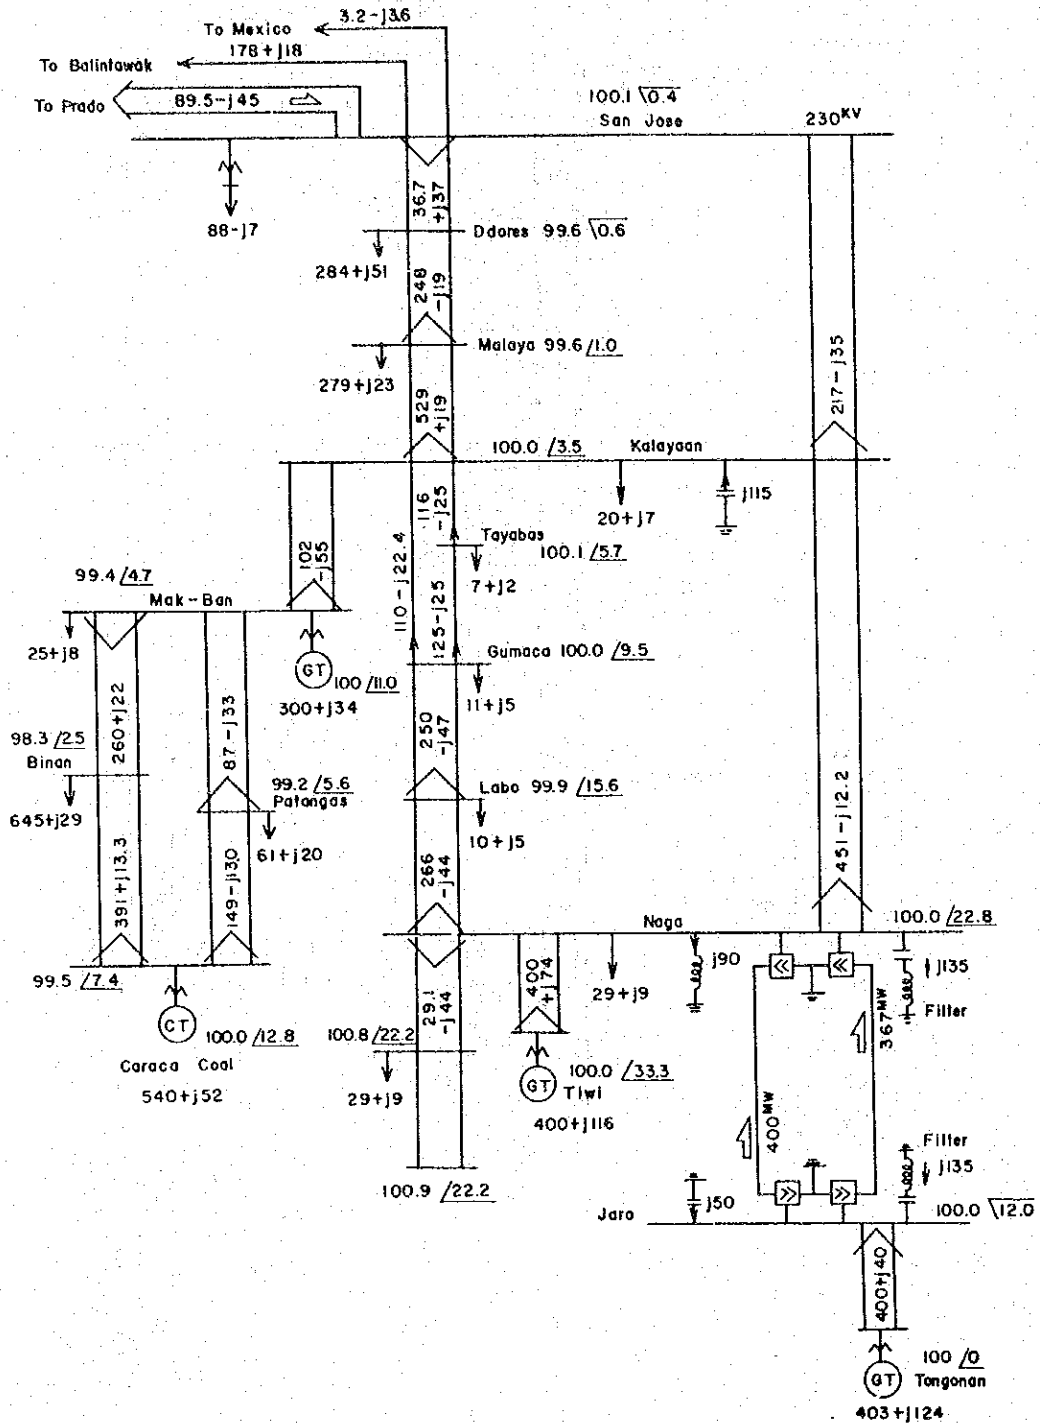 3.2-j3.6
To Mexico
178+j18
To Balintawak
To Prado
89.5-j45
100.1 \0.4
San Jose
230KV
88-j7
36.7
+j37
Ddores 99.6 \0.6
284+j51
248
-j19
Malaya 99.6 /1.0
279+j23
529
+j19
100.0 /3.5
Kalayaan
116
-j25
20+j7
j115
217-j35
Tayabas
100.1 /5.7
7+j2
110-j22.4
125-j25
102
-j55
99.4 /4.7
Mak-Ban
25+j8
GT
100 /11.0
300+j34
Gumaca 100.0 /9.5
11+j5
260+j22
8.7-j33
98.3 /2.5
Binan
645+j29
99.2 /5.6
Patangas
61+j20
250
-j47
Labo 99.9 /15.6
10+j5
451-j12.2
391+j13.3
149-j13.0
266
-j44
Naga
100.0 /22.8
99.5 /7.4
CT
100.0 /12.8
Caraca Coal
540+j52
29.1
-j44
100.8 /22.2
29+j9
400
+j74
29+j9
j90
j135
Filter
367MW
100.0 /33.3
GT
Tiwi
400+j116
400MW
Filter
j135
100.9 /22.2
Jaro
j50
100.0 \12.0
400+j40
100 /0
GT
Tongonan
403+j124